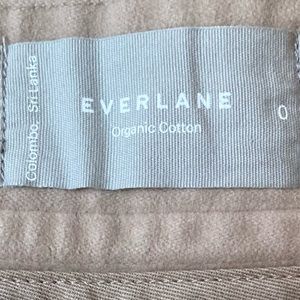 Colombo - Sri Lanka
EVERLANE
Organic Cotton
0